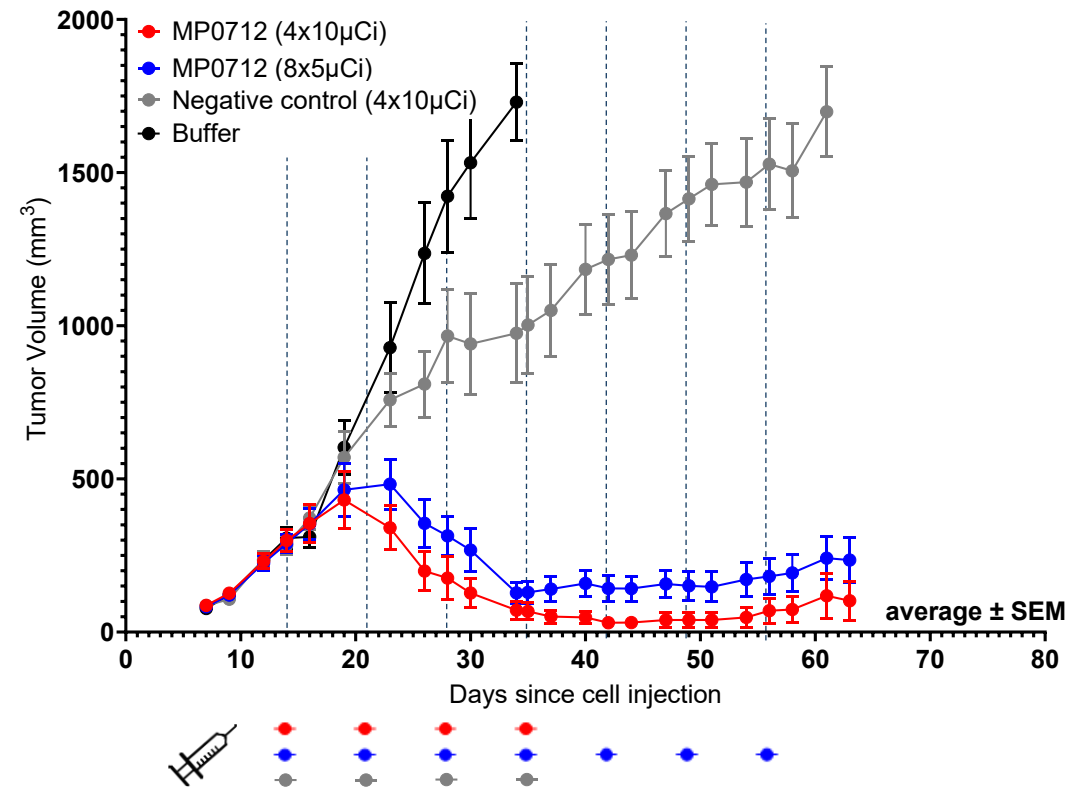 2000
MP0712 (4x10µCi)
MP0712 (8x5µCi)
Negative control (4x10µCi)
Buffer
1500
Tumor Volume (mm³)
1000
500
average ± SEM
0
0 10 20 30 40 50 60 70 80
Days since cell injection